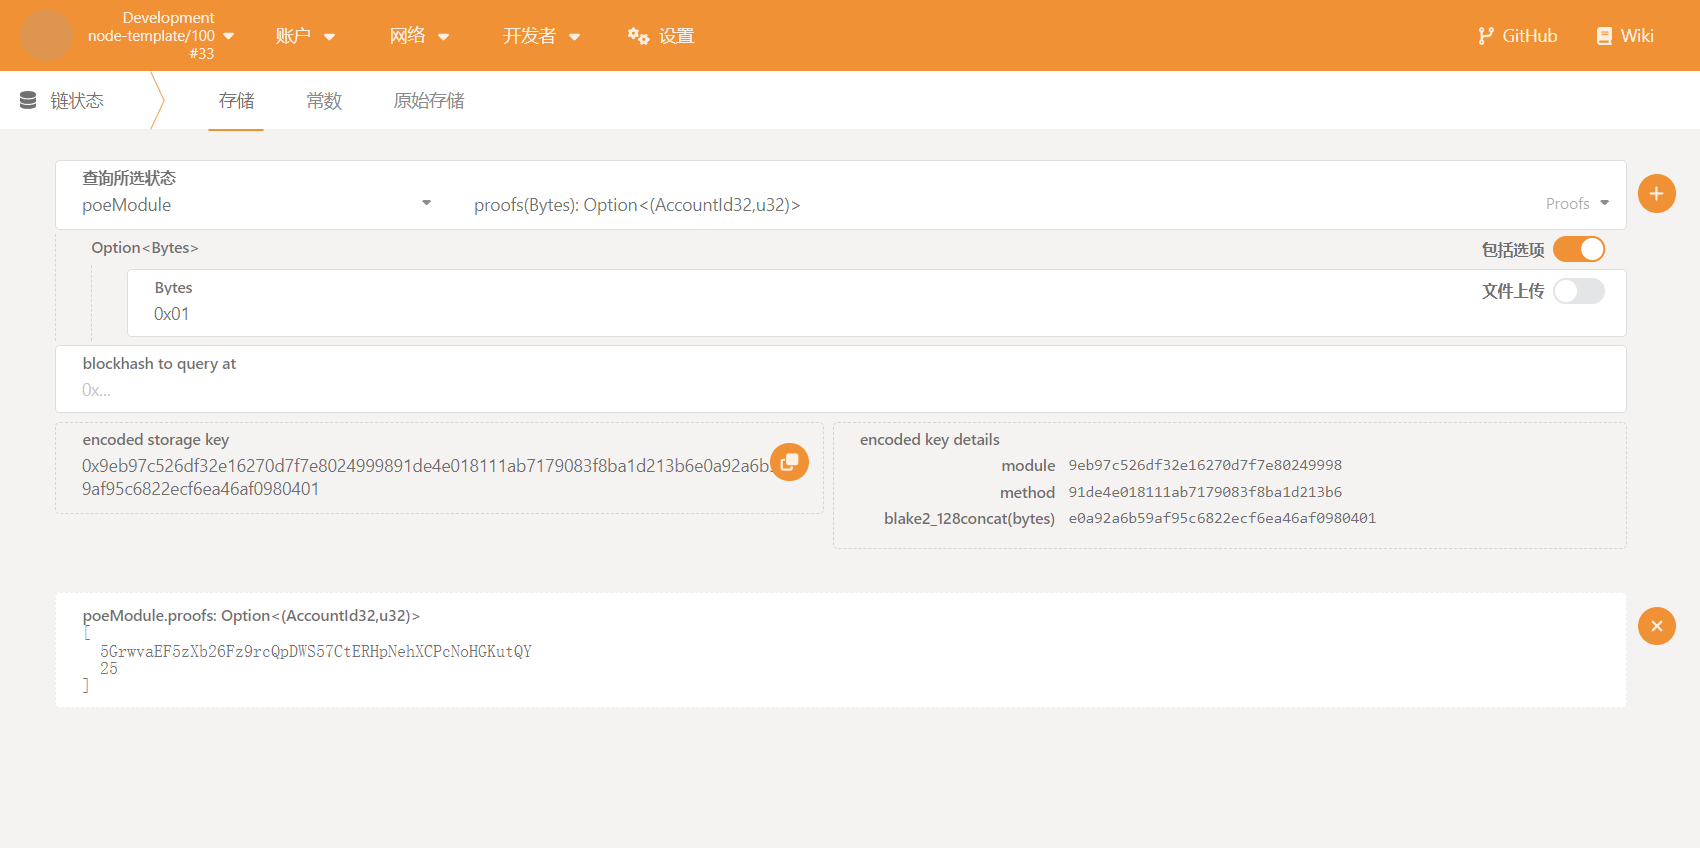 Development
node-template/100
#33
账户
网络
开发者
设置
GitHub
Wiki
链状态
存储
常数
原始存储
查询所选状态
poeModule
proofs(Bytes): Option<(AccountId32,u32)>
Proofs
Option<Bytes>
包括选项
Bytes
0x01
文件上传
blockhash to query at
0x...
encoded storage key
0x9eb97c526df32e16270d7f7e8024999891de4e018111ab7179083f8ba1d213b6e0a92a6b
9af95c6822ecf6ea46af0980401
encoded key details
module 9eb97c526df32e16270d7f7e80249998
method 91de4e018111ab7179083f8ba1d213b6
blake2_128concat(bytes) e0a92a6b59af95c6822ecf6ea46af0980401
poeModule.proofs: Option<(AccountId32,u32)>
[
5GrwvaEF5zXb26Fz9rcQpDWS57CtERHpNehXCPcNoHGKutQY
25
]